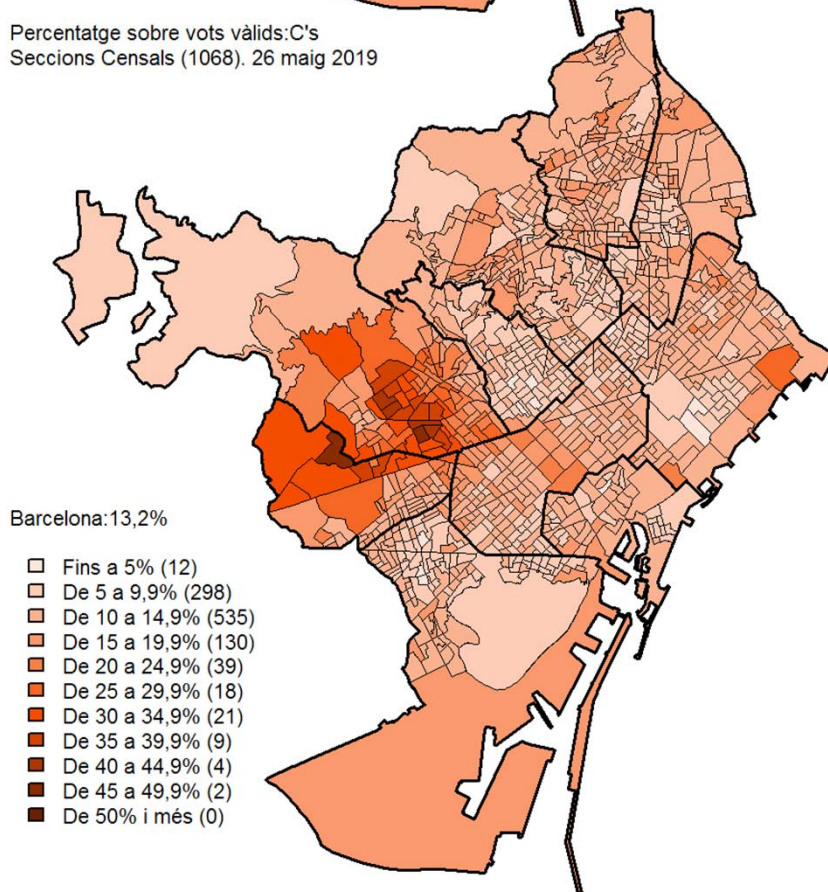 Percentatge sobre vots vàlids:C's
Seccions Censals (1068). 26 maig 2019
Barcelona:13,2%
Fins a 5% (12)
De 5 a 9,9% (298)
De 10 a 14,9% (535)
De 15 a 19,9% (130)
De 20 a 24,9% (39)
De 25 a 29,9% (18)
De 30 a 34,9% (21)
De 35 a 39,9% (9)
De 40 a 44,9% (4)
De 45 a 49,9% (2)
De 50% i més (0)